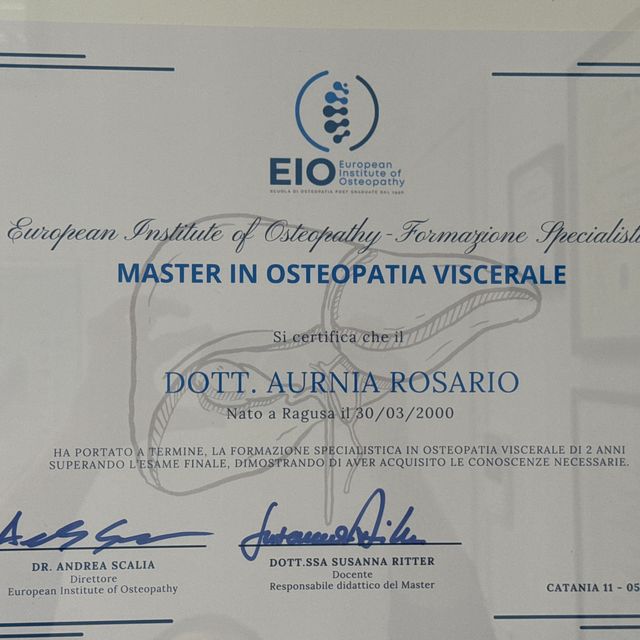 EIO European
Institute of
Osteopathy
SCUOLA DI OSTEOPATIA POST GRADUATE DAL 1990
European Institute of Osteopathy - Formazione
MASTER IN OSTEOPATIA VISCERALE
Si certifica che il
DOTT. AURNIA ROSARIO
Nato a Ragusa il 30/03/2000
HA PORTATO A TERMINE, LA FORMAZIONE SPECIALISTICA IN OSTEOPATIA VISCERALE DI 2 ANNI
SUPERANDO L'ESAME FINALE, DIMOSTRANDO DI AVER ACQUISITO LE CONOSCENZE NECESSARIE.
DR. ANDREA SCALIA
Direttore
European Institute of Osteopathy
DOTT.SSA SUSANNA RITTER
Docente
Responsabile didattico del Master
CATANIA 11 - 05